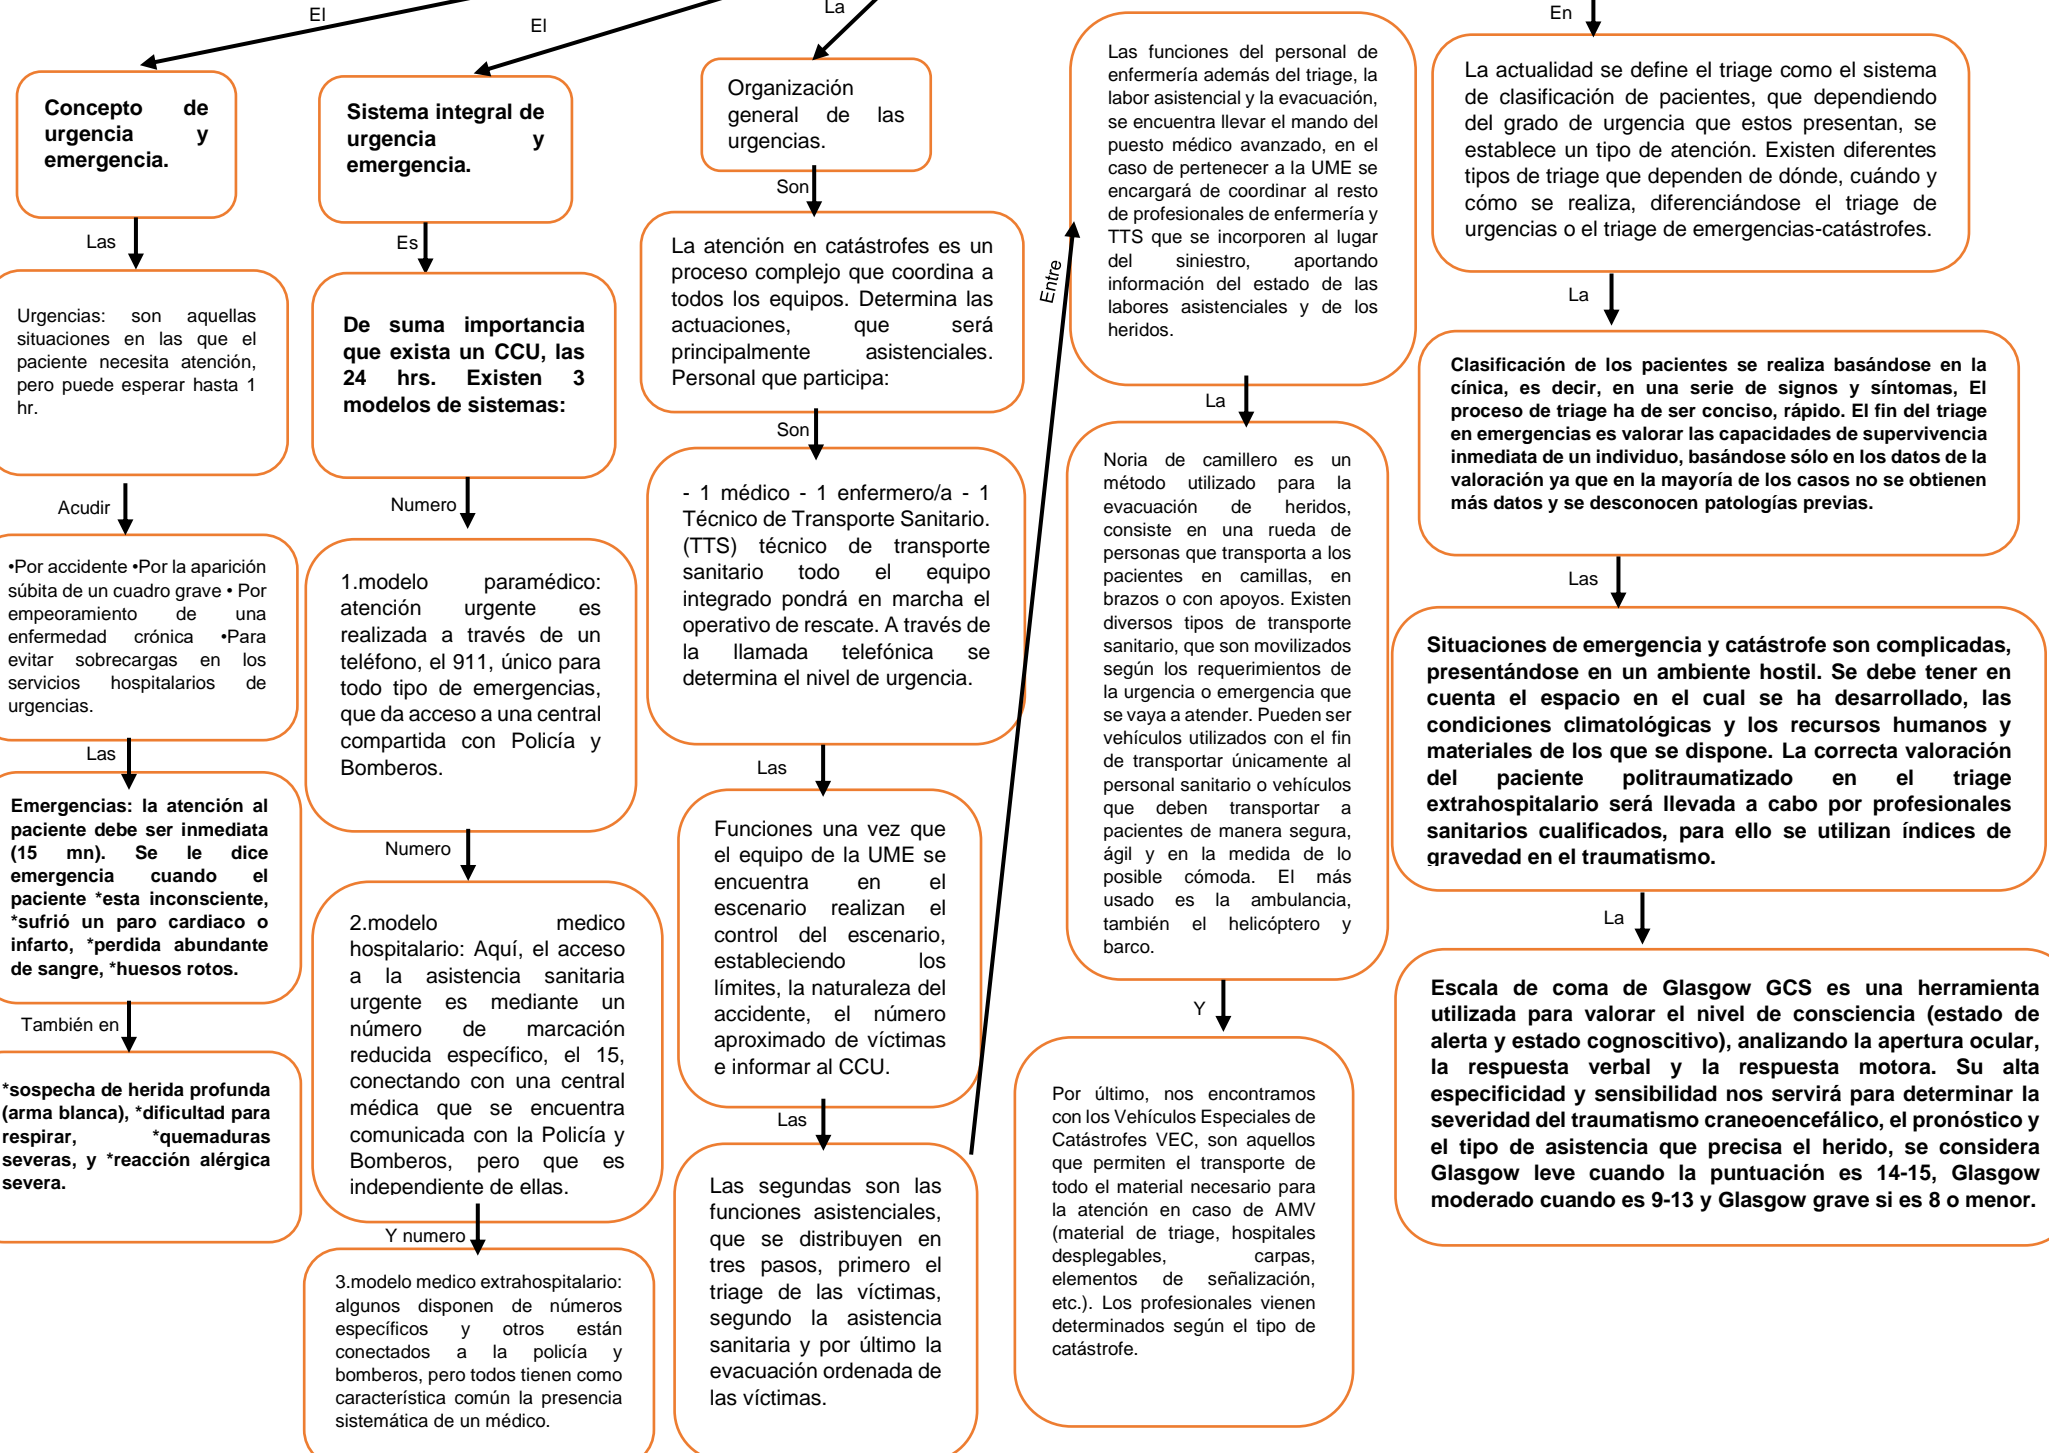 El
Concepto de
urgencia y
emergencia.
Las
Urgencias: son aquellas
situaciones en las que el
paciente necesita atención,
pero puede esperar hasta 1
hr.
Acudir
•Por accidente •Por la aparición
súbita de un cuadro grave • Por
empeoramiento de una
enfermedad crónica •Para
evitar sobrecargas en los
servicios hospitalarios de
urgencias.
Las
Emergencias: la atención al
paciente debe ser inmediata
(15 mn). Se le dice
emergencia cuando el
paciente *esta inconsciente,
*sufrió un paro cardiaco o
infarto, *perdida abundante
de sangre, *huesos rotos.
También en
*sospecha de herida profunda
(arma blanca), *dificultad para
respirar, *quemaduras
severas, y *reacción alérgica
severa.
El
Sistema integral de
urgencia y
emergencia.
Es
De suma importancia
que exista un CCU, las
24 hrs. Existen 3
modelos de sistemas:
Numero
1.modelo paramédico:
atención urgente es
realizada a través de un
teléfono, el 911, único para
todo tipo de emergencias,
que da acceso a una central
compartida con Policía y
Bomberos.
Numero
2.modelo medico
hospitalario: Aquí, el acceso
a la asistencia sanitaria
urgente es mediante un
número de marcación
reducida específico, el 15,
conectando con una central
médica que se encuentra
comunicada con la Policía y
Bomberos, pero que es
independiente de ellas.
Y numero
3.modelo medico extrahospitalario:
algunos disponen de números
específicos y otros están
conectados a la policía y
bomberos, pero todos tienen como
característica común la presencia
sistemática de un médico.
La
Organización
general de las
urgencias.
Son
La atención en catástrofes es un
proceso complejo que coordina a
todos los equipos. Determina las
actuaciones, que será
principalmente asistenciales.
Personal que participa:
Son
- 1 médico - 1 enfermero/a - 1
Técnico de Transporte Sanitario.
(TTS) técnico de transporte
sanitario todo el equipo
integrado pondrá en marcha el
operativo de rescate. A través de
la llamada telefónica se
determina el nivel de urgencia.
Las
Funciones una vez que
el equipo de la UME se
encuentra en el
escenario realizan el
control del escenario,
estableciendo los
límites, la naturaleza del
accidente, el número
aproximado de víctimas
e informar al CCU.
Las
Las segundas son las
funciones asistenciales,
que se distribuyen en
tres pasos, primero el
triage de las víctimas,
segundo la asistencia
sanitaria y por último la
evacuación ordenada de
las víctimas.
Entre
Las funciones del personal de
enfermería además del triage, la
labor asistencial y la evacuación,
se encuentra llevar el mando del
puesto médico avanzado, en el
caso de pertenecer a la UME se
encargará de coordinar al resto
de profesionales de enfermería y
TTS que se incorporen al lugar
del siniestro, aportando
información del estado de las
labores asistenciales y de los
heridos.
La
Noria de camillero es un
método utilizado para la
evacuación de heridos,
consiste en una rueda de
personas que transporta a los
pacientes en camillas, en
brazos o con apoyos. Existen
diversos tipos de transporte
sanitario, que son movilizados
según los requerimientos de
la urgencia o emergencia que
se vaya a atender. Pueden ser
vehículos utilizados con el fin
de transportar únicamente al
personal sanitario o vehículos
que deben transportar a
pacientes de manera segura,
ágil y en la medida de lo
posible cómoda. El más
usado es la ambulancia,
también el helicóptero y
barco.
Y
Por último, nos encontramos
con los Vehículos Especiales de
Catástrofes VEC, son aquellos
que permiten el transporte de
todo el material necesario para
la atención en caso de AMV
(material de triage, hospitales
desplegables, carpas,
elementos de señalización,
etc.). Los profesionales vienen
determinados según el tipo de
catástrofe.
En
La actualidad se define el triage como el sistema
de clasificación de pacientes, que dependiendo
del grado de urgencia que estos presentan, se
establece un tipo de atención. Existen diferentes
tipos de triage que dependen de dónde, cuándo y
cómo se realiza, diferenciándose el triage de
urgencias o el triage de emergencias-catástrofes.
La
Clasificación de los pacientes se realiza basándose en la
cínica, es decir, en una serie de signos y síntomas, El
proceso de triage ha de ser conciso, rápido. El fin del triage
en emergencias es valorar las capacidades de supervivencia
inmediata de un individuo, basándose sólo en los datos de la
valoración ya que en la mayoría de los casos no se obtienen
más datos y se desconocen patologías previas.
Las
Situaciones de emergencia y catástrofe son complicadas,
presentándose en un ambiente hostil. Se debe tener en
cuenta el espacio en el cual se ha desarrollado, las
condiciones climatológicas y los recursos humanos y
materiales de los que se dispone. La correcta valoración
del paciente politraumatizado en el triage
extrahospitalario será llevada a cabo por profesionales
sanitarios cualificados, para ello se utilizan índices de
gravedad en el traumatismo.
La
Escala de coma de Glasgow GCS es una herramienta
utilizada para valorar el nivel de consciencia (estado de
alerta y estado cognoscitivo), analizando la apertura ocular,
la respuesta verbal y la respuesta motora. Su alta
especificidad y sensibilidad nos servirá para determinar la
severidad del traumatismo craneoencefálico, el pronóstico y
el tipo de asistencia que precisa el herido, se considera
Glasgow leve cuando la puntuación es 14-15, Glasgow
moderado cuando es 9-13 y Glasgow grave si es 8 o menor.